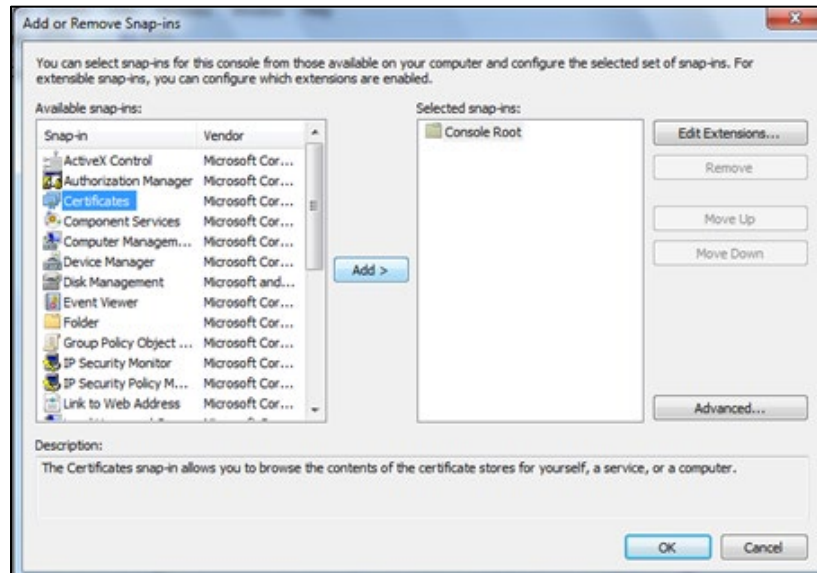 Add or Remove Snap-ins
You can select snap-ins for this console from those available on your computer and configure the selected set of snap-ins. For
extensible snap-ins, you can configure which extensions are enabled.
Available snap-ins:
Snap-in Vendor
ActiveX Control Microsoft Cor...
Authorization Manager Microsoft Cor...
Certificates Microsoft Cor...
Component Services Microsoft Cor...
Computer Managem... Microsoft Cor...
Device Manager Microsoft Cor...
Disk Management Microsoft and...
Event Viewer Microsoft Cor...
Folder Microsoft Cor...
Group Policy Object ... Microsoft Cor...
IP Security Monitor Microsoft Cor...
IP Security Policy M... Microsoft Cor...
Link to Web Address Microsoft Cor...
Add >
Selected snap-ins:
Console Root
Edit Extensions...
Remove
Move Up
Move Down
Advanced...
Description:
The Certificates snap-in allows you to browse the contents of the certificate stores for yourself, a service, or a computer.
OK
Cancel